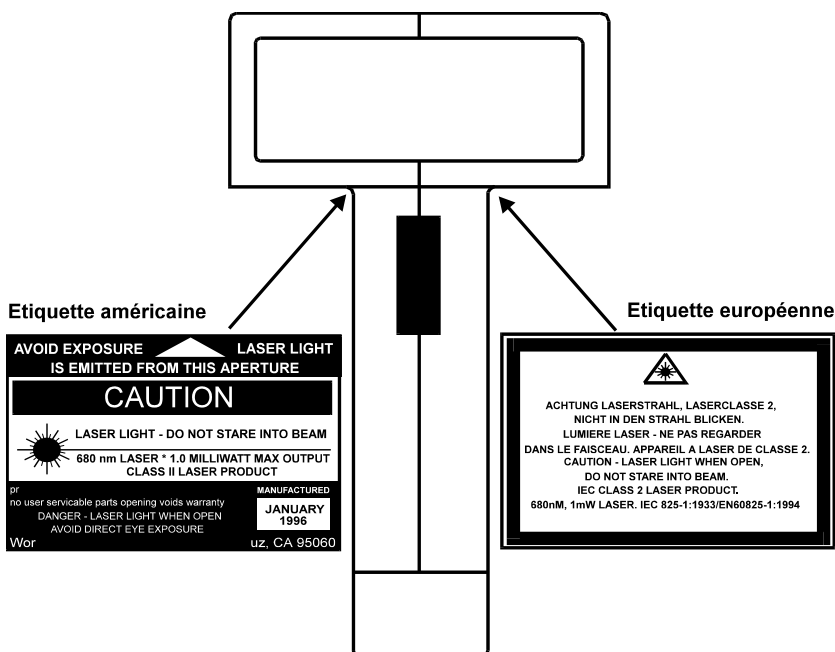 Etiquette américaine
AVOID EXPOSURE LASER LIGHT
IS EMITTED FROM THIS APERTURE
CAUTION
LASER LIGHT - DO NOT STARE INTO BEAM
680 nm LASER * 1.0 MILLIWATT MAX OUTPUT
CLASS II LASER PRODUCT
pr
no user servicable parts opening voids warranty
DANGER - LASER LIGHT WHEN OPEN
AVOID DIRECT EYE EXPOSURE
MANUFACTURED
JANUARY
1996
Wor uz, CA 95060
Etiquette européenne
ACHTUNG LASERSTRAHL, LASERCLASSE 2,
NICHT IN DEN STRAHL BLICKEN.
LUMIERE LASER - NE PAS REGARDER
DANS LE FAISCEAU. APPAREIL A LASER DE CLASSE 2.
CAUTION - LASER LIGHT WHEN OPEN,
DO NOT STARE INTO BEAM.
IEC CLASS 2 LASER PRODUCT.
680nM, 1mW LASER. IEC 825-1:1933/EN60825-1:1994